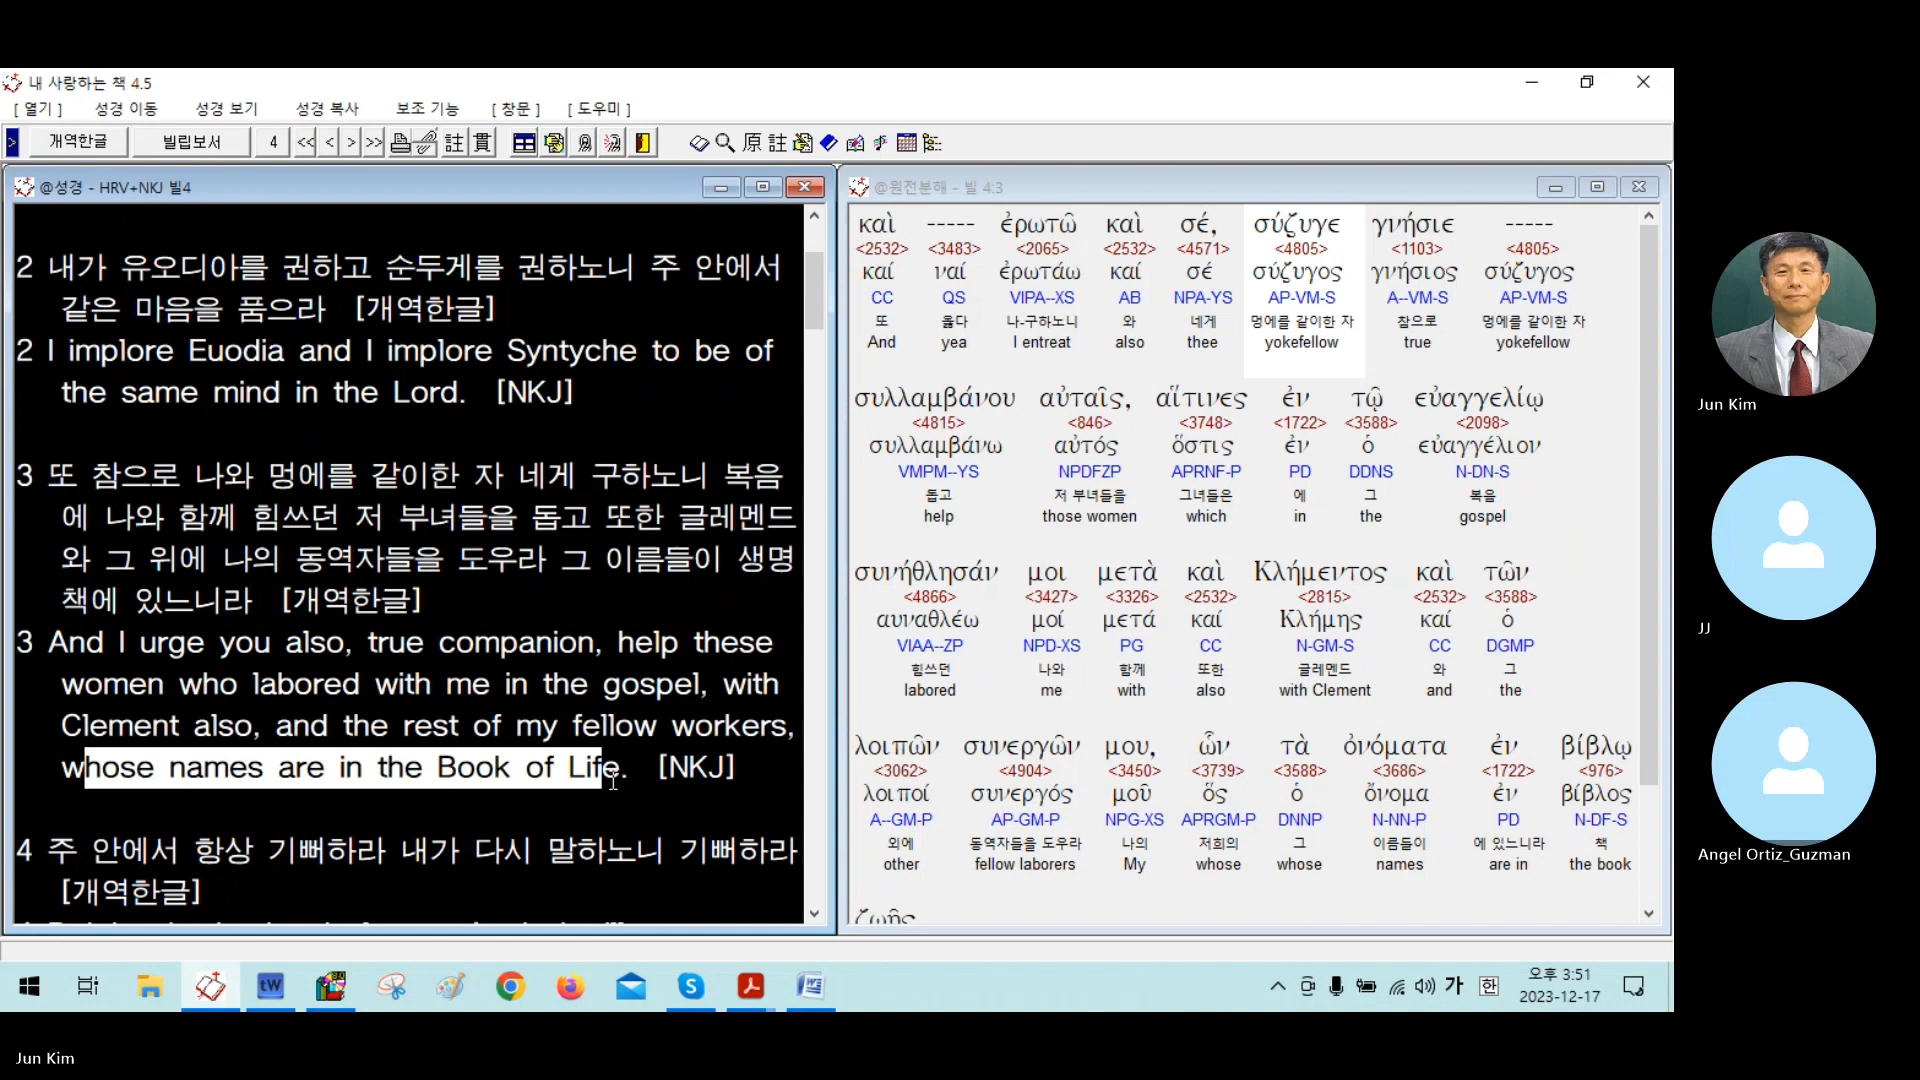 내 사랑하는 책 4.5
[ 열기 ] 성경 이동 성경 보기 성경 복사 보조 기능 [ 창문 ] [ 도우미 ]
> 개역한글 빌립보서 4 << < > >> 註 貫 原 註
@성경 - HRV+NKJ 빌4
2 내가 유오디아를 권하고 순두게를 권하노니 주 안에서
같은 마음을 품으라 [개역한글]
2 I implore Euodia and I implore Syntyche to be of
the same mind in the Lord. [NKJ]
3 또 참으로 나와 멍에를 같이한 자 네게 구하노니 복음
에 나와 함께 힘쓰던 저 부녀들을 돕고 또한 글레멘드
와 그 위에 나의 동역자들을 도우라 그 이름들이 생명
책에 있느니라 [개역한글]
3 And I urge you also, true companion, help these
women who labored with me in the gospel, with
Clement also, and the rest of my fellow workers,
whose names are in the Book of Life. [NKJ]
4 주 안에서 항상 기뻐하라 내가 다시 말하노니 기뻐하라
[개역한글]
@원전분해 - 빌 4:3
καὶ ----- ἐρωτῶ καὶ σέ, σύζυγε γνήσιε -----
<2532> <3483> <2065> <2532> <4571> <4805> <1103> <4805>
καί ναί ἐρωτάω καί σέ σύζυγος γνήσιος σύζυγος
CC QS VIPA--XS AB NPA-YS AP-VM-S A--VM-S AP-VM-S
또 옳다 나-구하노니 와 네게 멍에를 같이한 자 참으로 멍에를 같이한 자
And yea I entreat also thee yokefellow true yokefellow
συλλαμβάνου αὐταῖς, αἵτινες ἐν τῷ εὐαγγελίῳ
<4815> <846> <3748> <1722> <3588> <2098>
συλλαμβάνω αὐτός ὅστις ἐν ὁ εὐαγγέλιον
VMPM--YS NPDFZP APRNF-P PD DDNS N-DN-S
돕고 저 부녀들을 그녀들은 에 그 복음
help those women which in the gospel
συνήθλησάν μοι μετὰ καὶ Κλήμεντος καὶ τῶν
<4866> <3427> <3326> <2532> <2815> <2532> <3588>
αυναθλέω μοί μετά καί Κλήμης καί ὁ
VIAA--ZP NPD-XS PG CC N-GM-S CC DGMP
힘쓰던 나와 함께 또한 글레멘드 와 그
labored me with also with Clement and the
λοιπῶν συνεργῶν μου, ὧν τὰ ὀνόματα ἐν βίβλῳ
<3062> <4904> <3450> <3739> <3588> <3686> <1722> <976>
λοιποί συνεργός μοῦ ὅς ὁ ὄνομα ἐν βίβλος
A--GM-P AP-GM-P NPG-XS APRGM-P DNNP N-NN-P PD N-DF-S
외에 동역자들을 도우라 나의 저희의 그 이름들이 에 있느니라 책
other fellow laborers My whose whose names are in the book
ζωῆς
Jun Kim
JJ
Angel Ortiz_Guzman
tW S W 가 한
오후 3:51
2023-12-17
Jun Kim